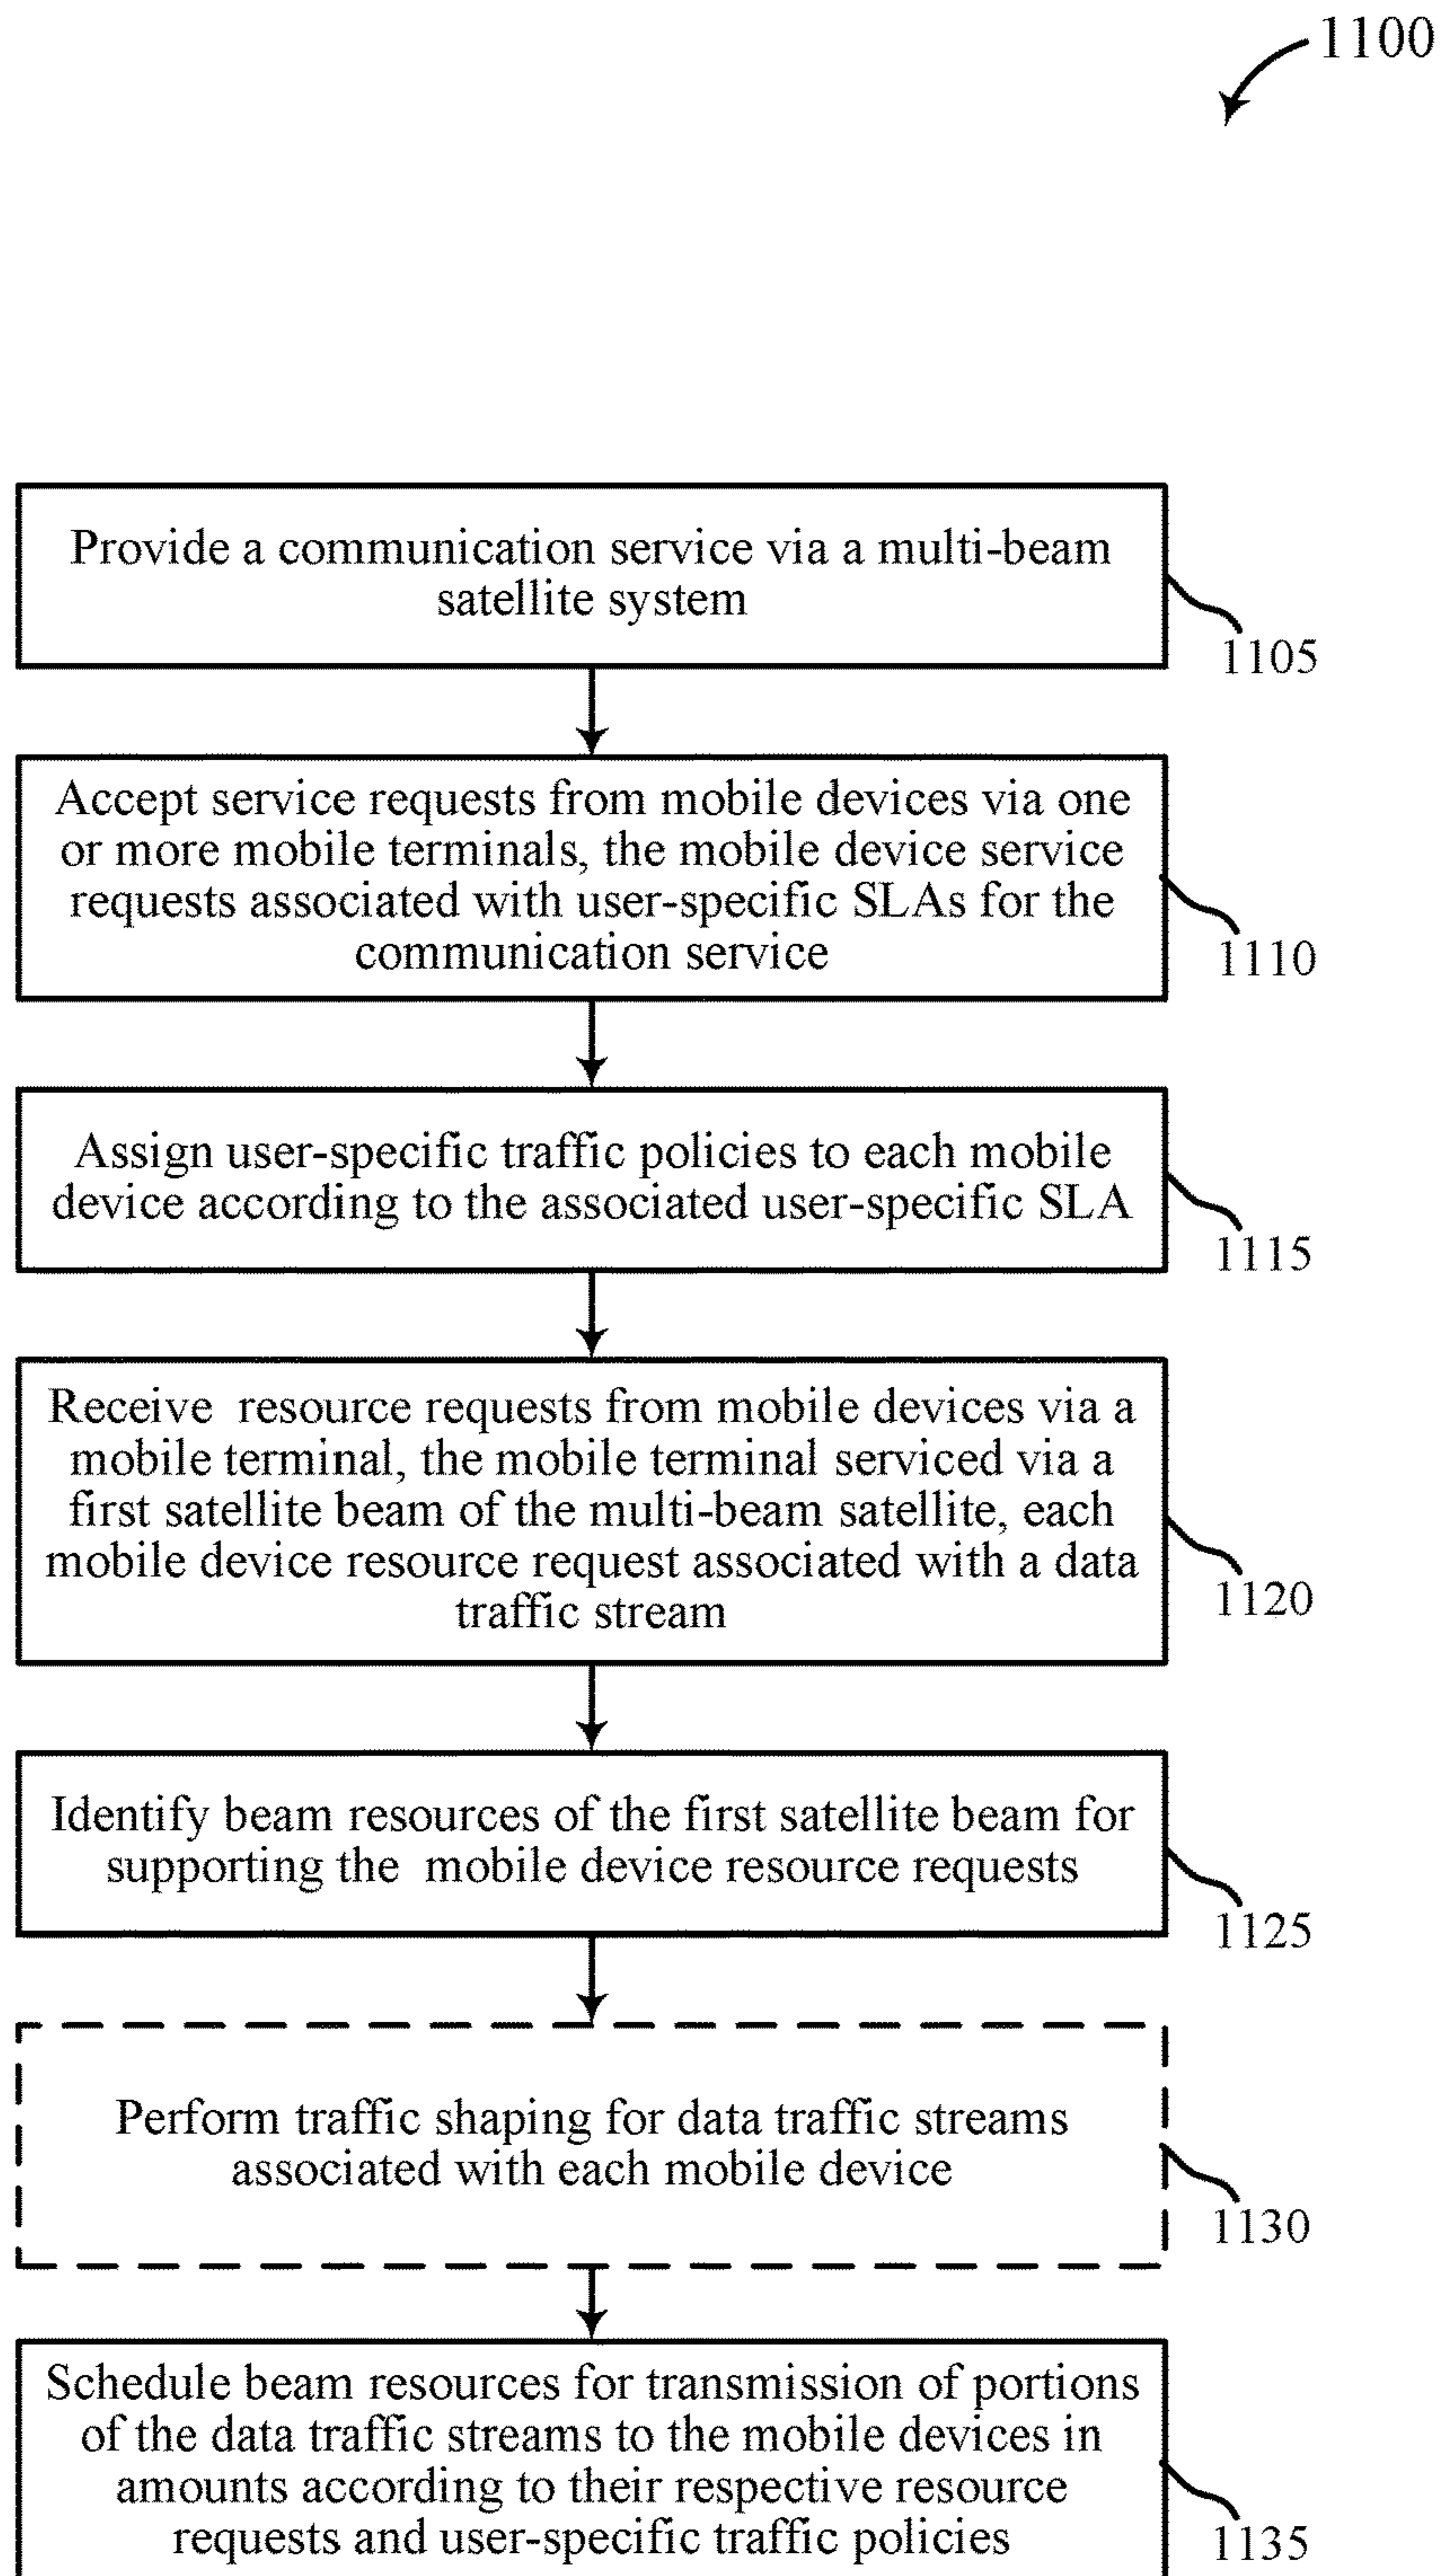 1100
Provide a communication service via a multi-beam
satellite system
1105
Accept service requests from mobile devices via one
or more mobile terminals, the mobile device service
requests associated with user-specific SLAs for the
communication service
1110
Assign user-specific traffic policies to each mobile
device according to the associated user-specific SLA
1115
Receive resource requests from mobile devices via a
mobile terminal, the mobile terminal serviced via a
first satellite beam of the multi-beam satellite, each
mobile device resource request associated with a data
traffic stream
1120
Identify beam resources of the first satellite beam for
supporting the mobile device resource requests
1125
Perform traffic shaping for data traffic streams
associated with each mobile device
1130
Schedule beam resources for transmission of portions
of the data traffic streams to the mobile devices in
amounts according to their respective resource
requests and user-specific traffic policies
1135